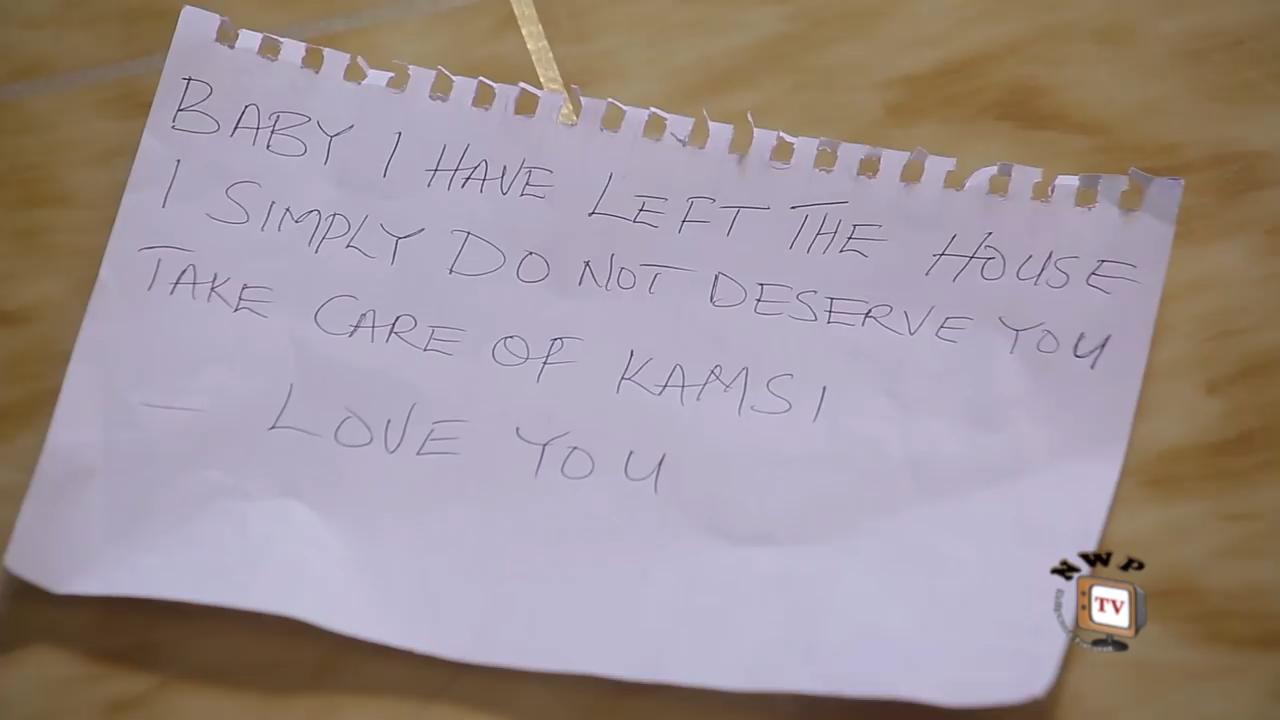 BABY I HAVE LEFT THE HOUSE
I SIMPLY DO NOT DESERVE YOU
TAKE CARE OF KAMSI
— LOVE YOU
NWP
TV